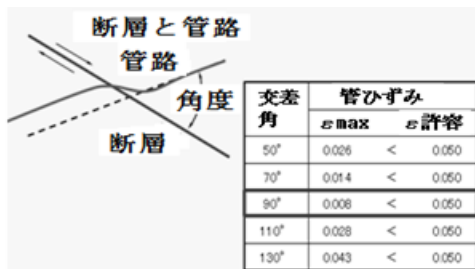 断層と管路
管路
角度
断層
交差角 管ひずみ
εmax ε許容
50° 0.026 < 0.050
70° 0.014 < 0.050
90° 0.008 < 0.050
110° 0.028 < 0.050
130° 0.043 < 0.050